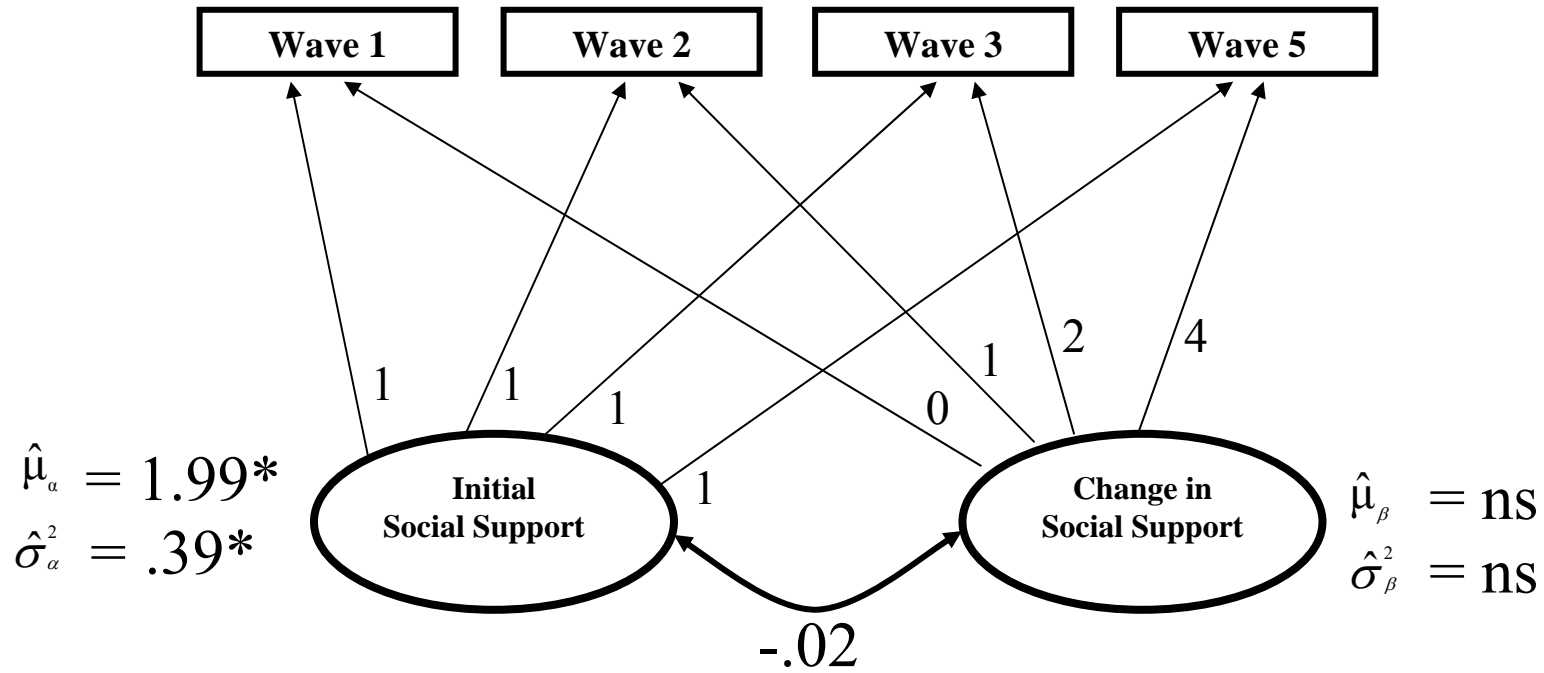 Wave 1 Wave 2 Wave 3 Wave 5
2 4
1
1 1 1 0
μ̂α = 1.99*
σ̂²α = .39*
Initial
Social Support
1
Change in
Social Support
μ̂β = ns
σ̂²β = ns
-.02